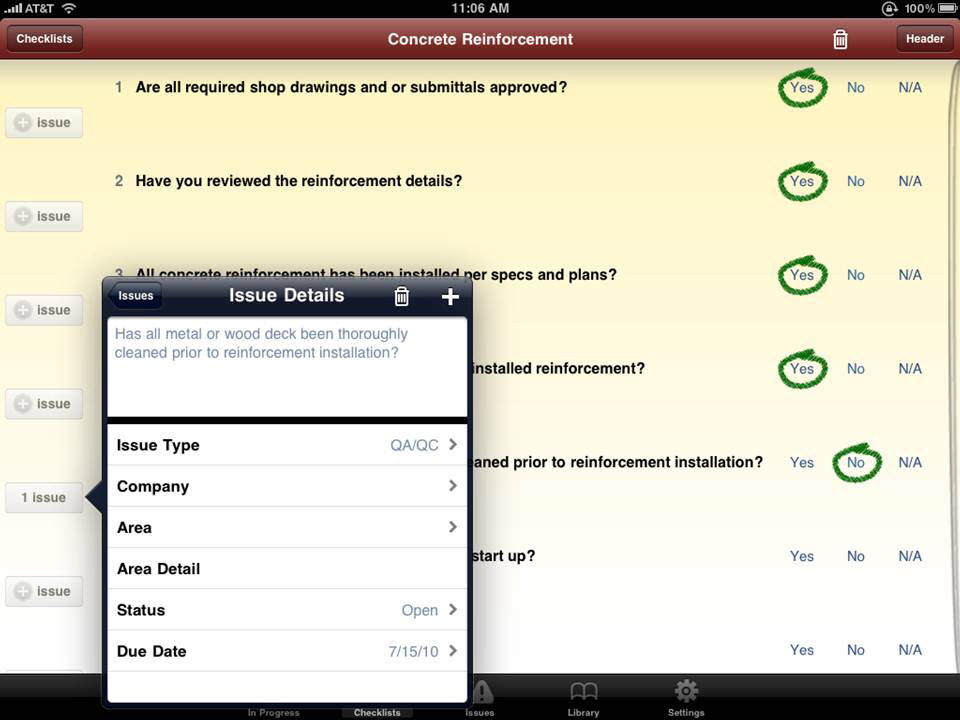 AT&T 11:06 AM 100%
Checklists Concrete Reinforcement Header
1 Are all required shop drawings and or submittals approved? Yes No N/A
issue
2 Have you reviewed the reinforcement details? Yes No N/A
issue
3 All concrete reinforcement has been installed per specs and plans? Yes No N/A
issue
installed reinforcement? Yes No N/A
issue
eaned prior to reinforcement installation? Yes No N/A
1 issue
start up? Yes No N/A
issue
Yes No N/A
Issues Issue Details
Has all metal or wood deck been thoroughly
cleaned prior to reinforcement installation?
Issue Type QA/QC
Company
Area
Area Detail
Status Open
Due Date 7/15/10
In Progress Checklists Issues Library Settings